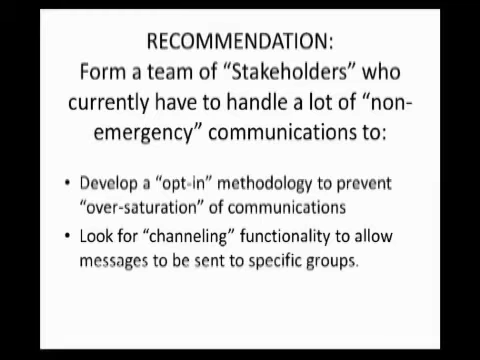 RECOMMENDATION:
Form a team of “Stakeholders” who
currently have to handle a lot of “non-
emergency” communications to:
• Develop a “opt-in” methodology to prevent
“over-saturation” of communications
• Look for “channeling” functionality to allow
messages to be sent to specific groups.